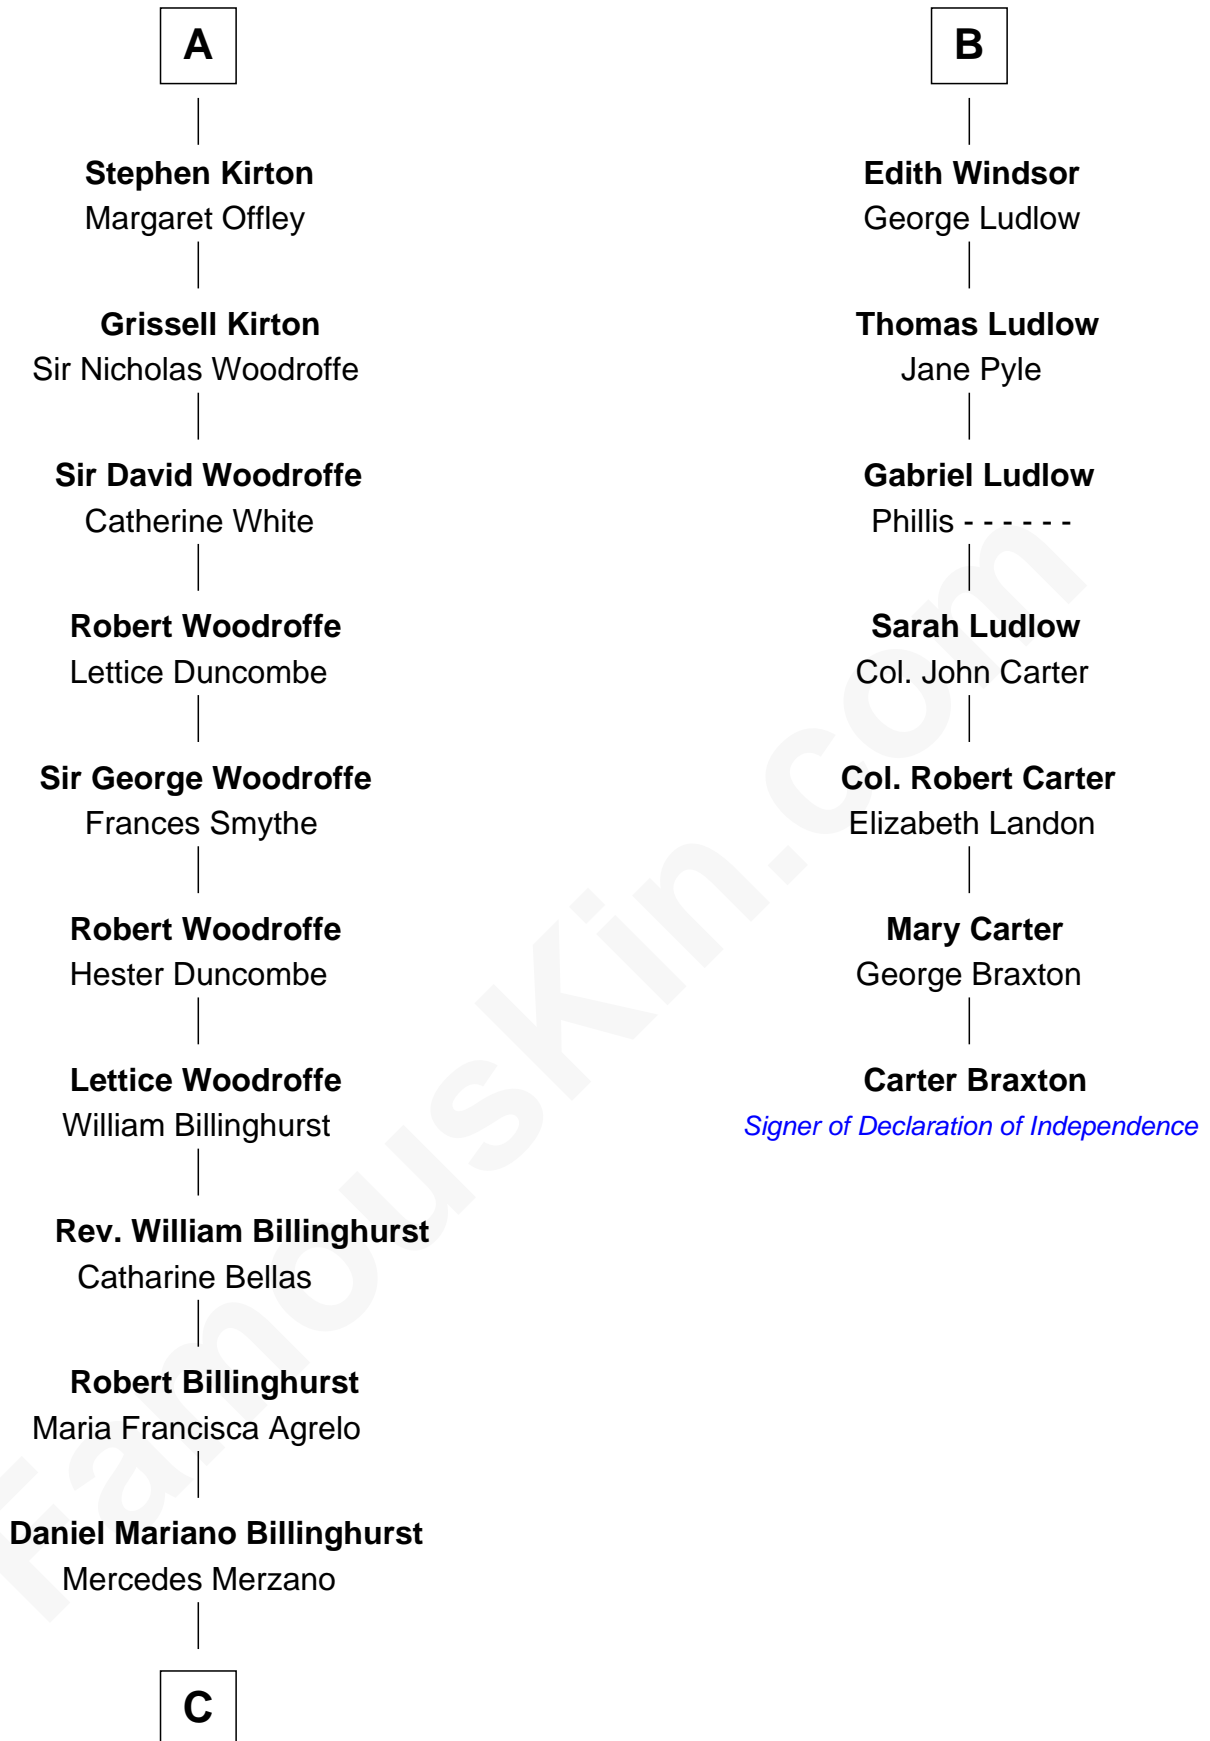 A
Stephen Kirton
Margaret Offley
Grissell Kirton
Sir Nicholas Woodroffe
Sir David Woodroffe
Catherine White
Robert Woodroffe
Lettice Duncombe
Sir George Woodroffe
Frances Smythe
Robert Woodroffe
Hester Duncombe
Lettice Woodroffe
William Billinghurst
Rev. William Billinghurst
Catharine Bellas
Robert Billinghurst
Maria Francisca Agrelo
Daniel Mariano Billinghurst
Mercedes Merzano
C
B
Edith Windsor
George Ludlow
Thomas Ludlow
Jane Pyle
Gabriel Ludlow
Phillis - - - - - -
Sarah Ludlow
Col. John Carter
Col. Robert Carter
Elizabeth Landon
Mary Carter
George Braxton
Carter Braxton
Signer of Declaration of Independence
FamousKin.com